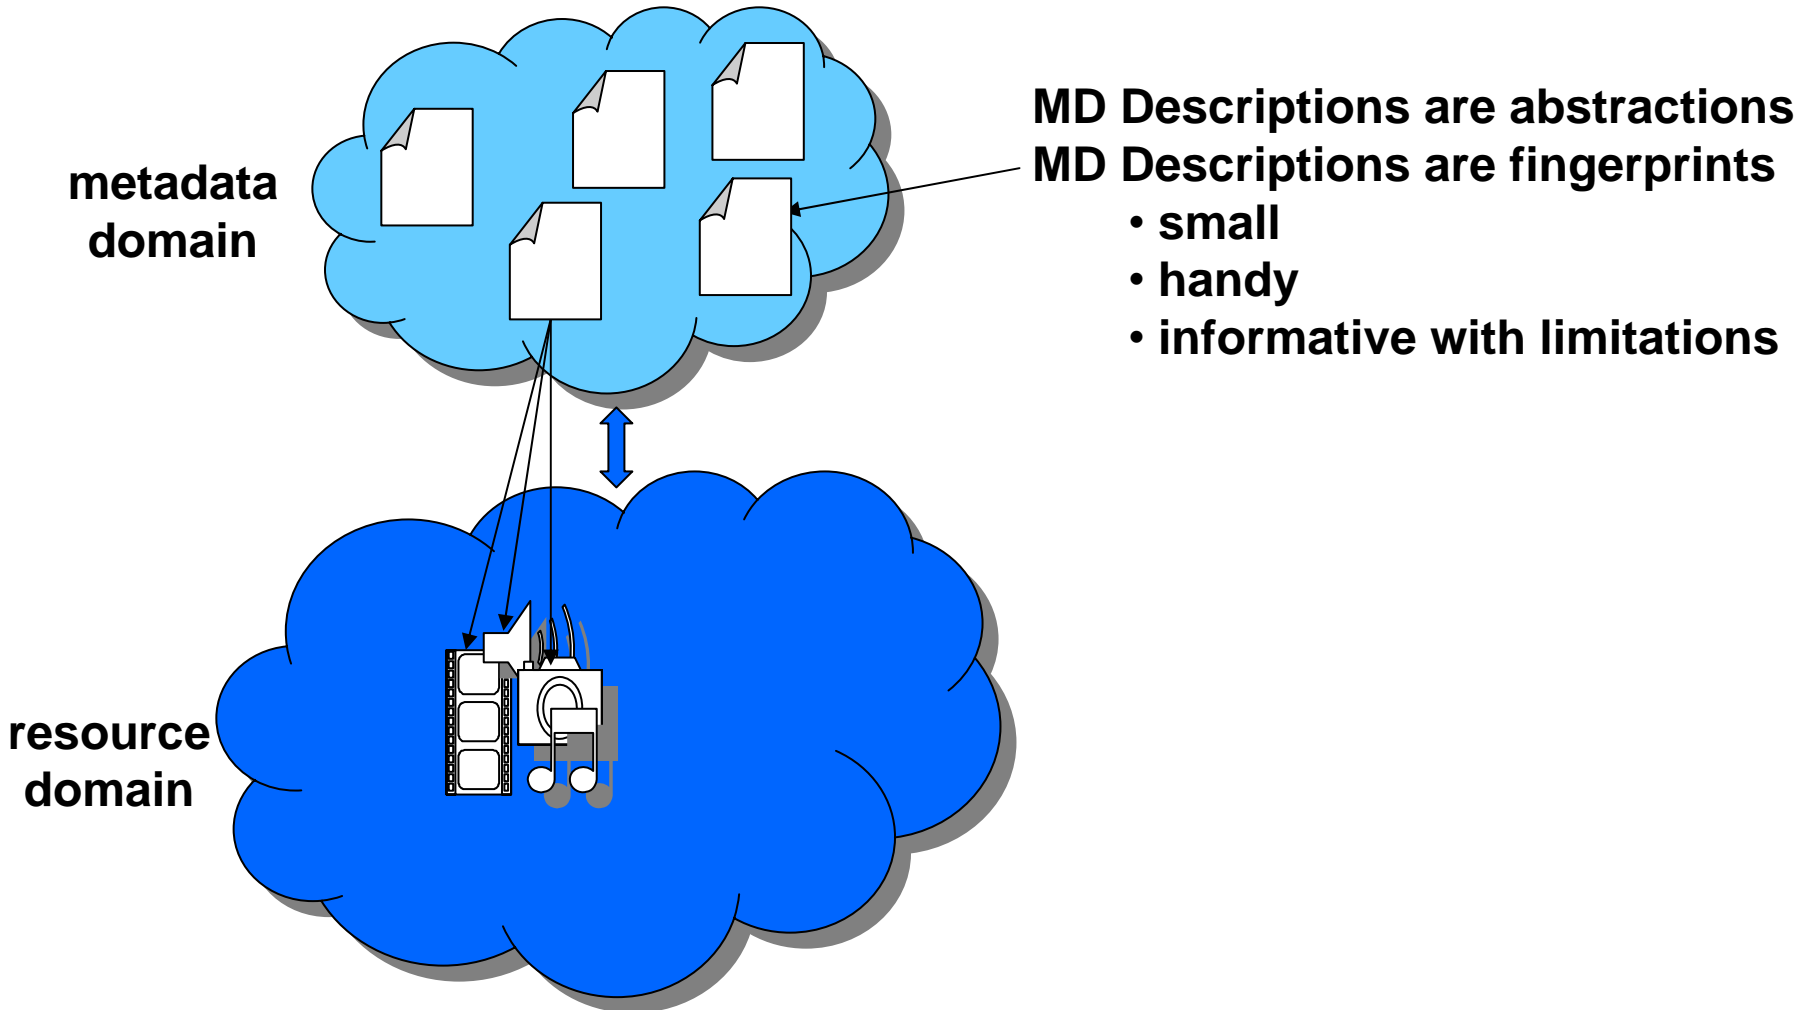 MD Descriptions are abstractions
MD Descriptions are fingerprints
• small
• handy
• informative with limitations
metadata
domain
resource
domain